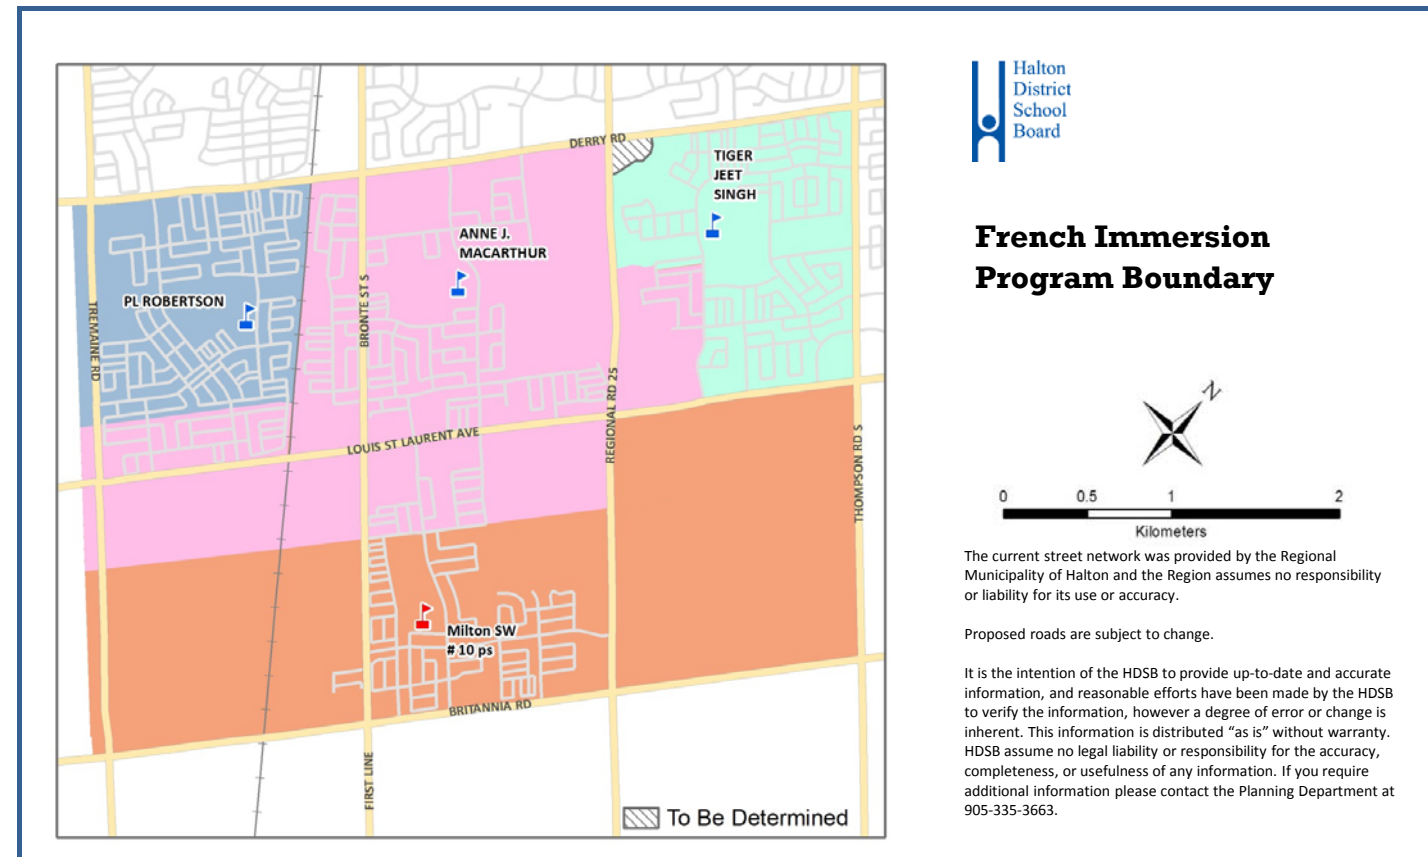 Halton
District
School
Board
DERRY RD
TIGER
JEET
SINGH
ANNE J.
MACARTHUR
PL ROBERTSON
TREMAINE RD
BRONTE ST S
REGIONAL RD 25
LOUIS ST LAURENT AVE
THOMPSON RD S
Milton SW
# 10 ps
BRITANNIA RD
FIRST LINE
To Be Determined
French Immersion
Program Boundary
N
0 0.5 1 2
Kilometers
The current street network was provided by the Regional
Municipality of Halton and the Region assumes no responsibility
or liability for its use or accuracy.
Proposed roads are subject to change.
It is the intention of the HDSB to provide up-to-date and accurate
information, and reasonable efforts have been made by the HDSB
to verify the information, however a degree of error or change is
inherent. This information is distributed “as is” without warranty.
HDSB assume no legal liability or responsibility for the accuracy,
completeness, or usefulness of any information. If you require
additional information please contact the Planning Department at
905-335-3663.